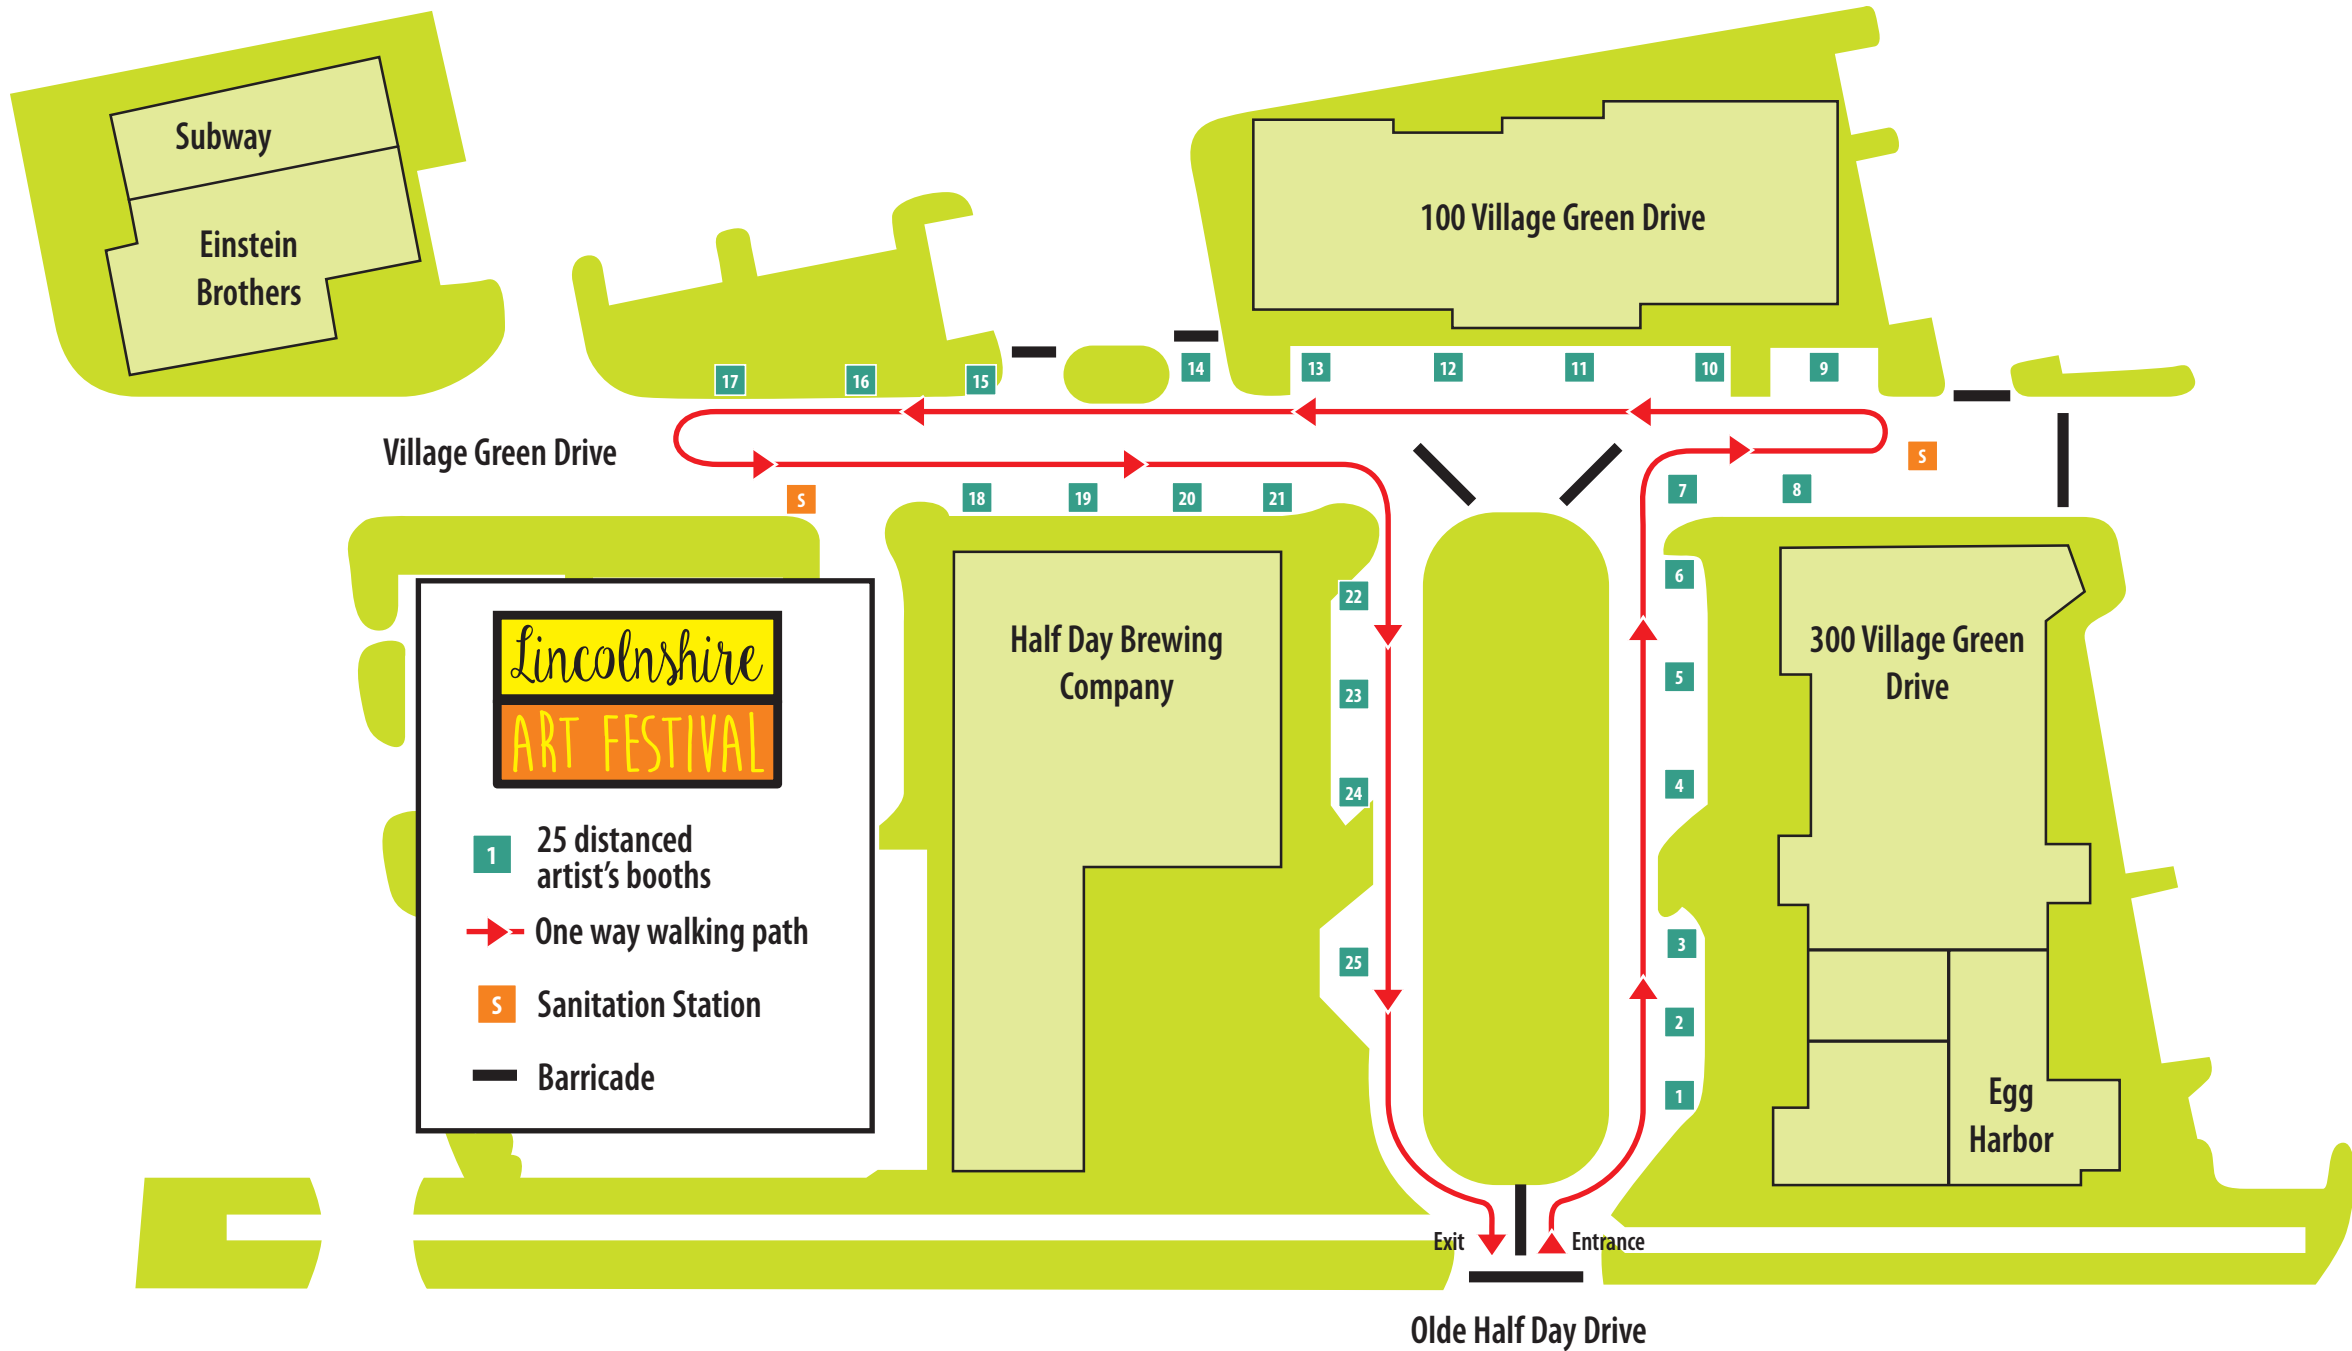 Subway
Einstein
Brothers
100 Village Green Drive
17
16
15
14
13
12
11
10
9
Village Green Drive
S
18
19
20
21
7
8
S
Half Day Brewing
Company
22
23
24
25
6
5
4
3
2
1
300 Village Green
Drive
Egg
Harbor
Lincolnshire
ART FESTIVAL
1
25 distanced
artist's booths
One way walking path
S
Sanitation Station
Barricade
Exit
Entrance
Olde Half Day Drive